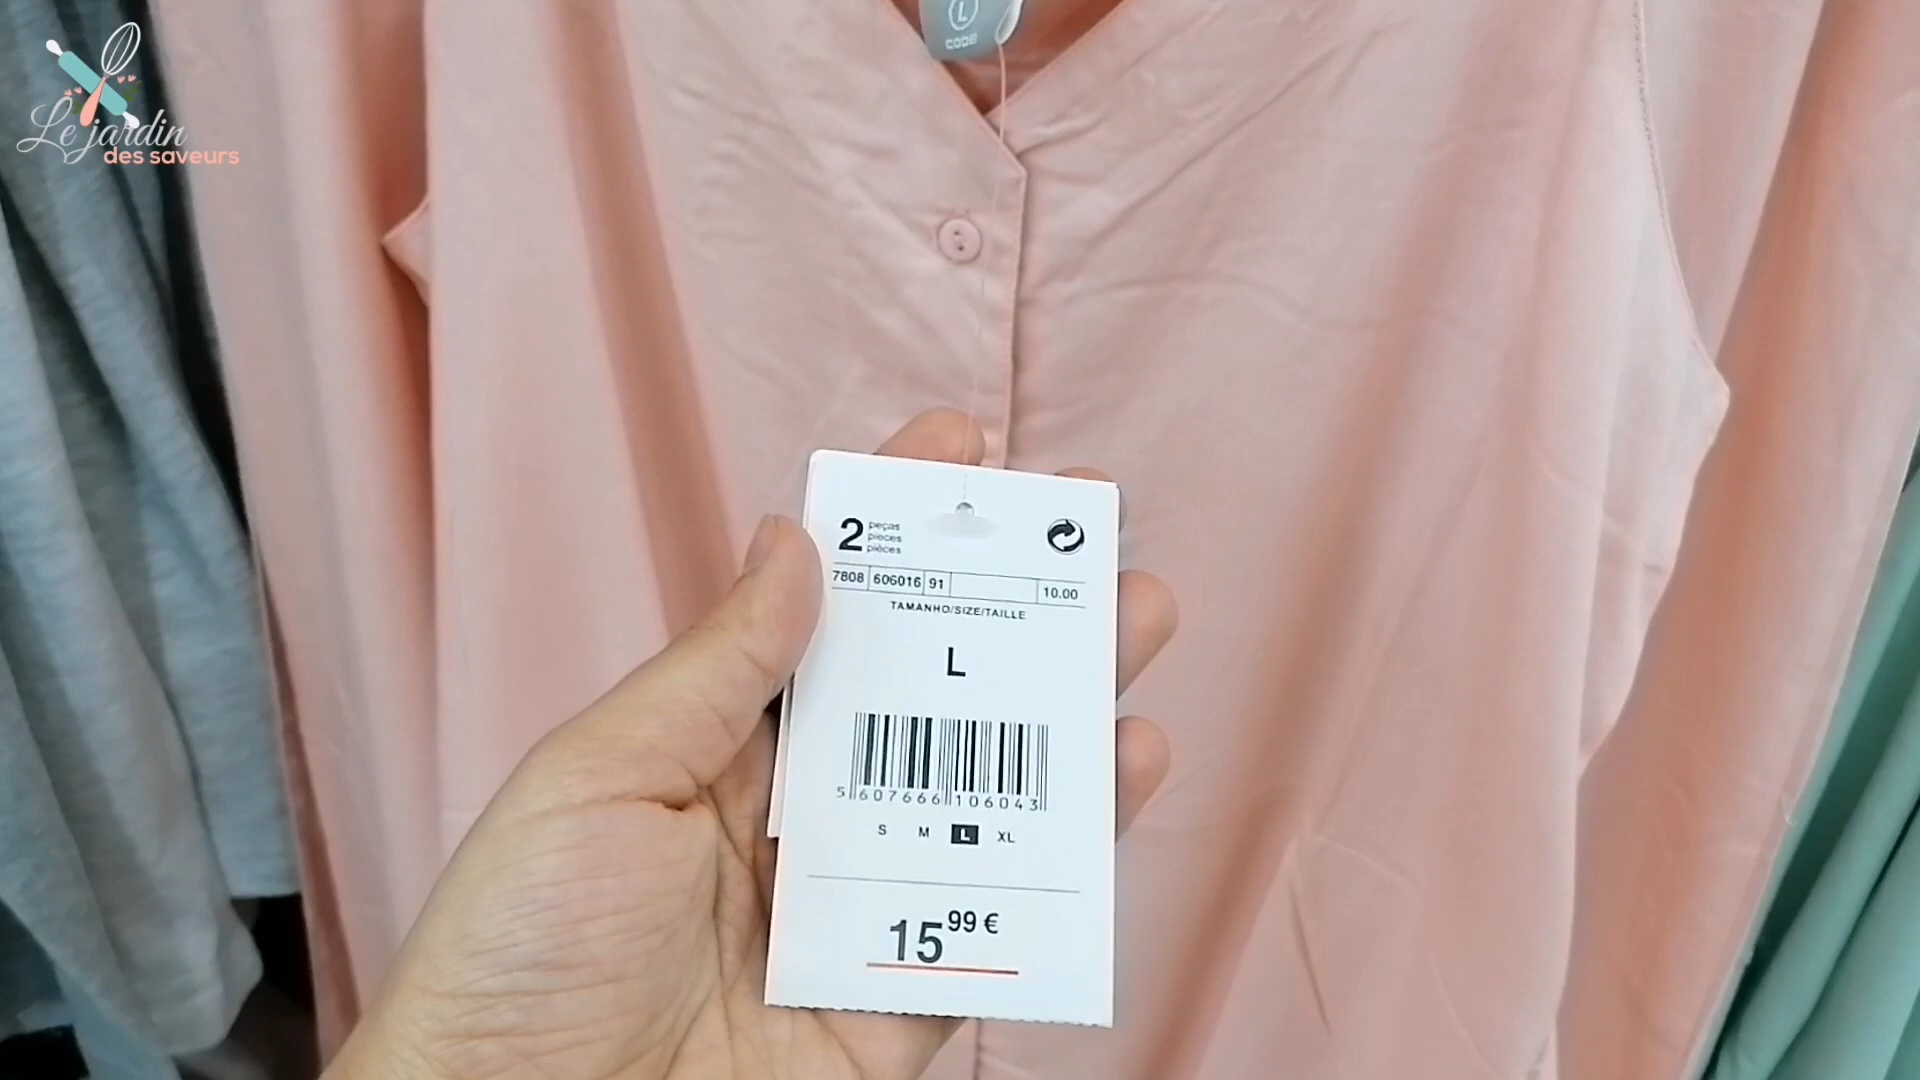 L
CODE
Le jardin
des saveurs
2 peças
pieces
pièces
7808 606016 91 10.00
TAMANHO/SIZE/TAILLE
L
5 607666 106043
S M L XL
15 99 €